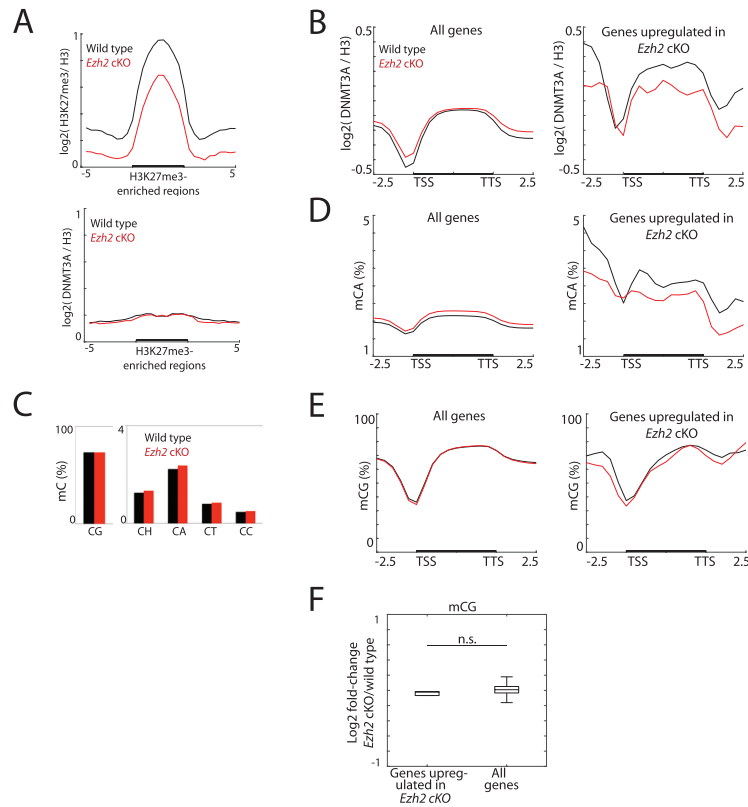 A
Wild type
Ezh2 cKO
log2( H3K27me3/ H3)
1
0
-5
5
H3K27me3-
enriched regions
1
Wild type
Ezh2 cKO
log2( DNMT3A / H3)
0
-5
5
H3K27me3-
enriched regions
B
All genes
Wild type
Ezh2 cKO
log2( DNMT3A / H3)
0.5
-0.5
-2.5
TSS
TTS
2.5
Genes upregulated in
Ezh2 cKO
log2( DNMT3A / H3)
0.5
-0.5
-2.5
TSS
TTS
2.5
C
mC (%)
100
0
CG
4
0
Wild type
Ezh2 cKO
CH
CA
CT
CC
D
All genes
mCA (%)
5
1
-2.5
TSS
TTS
2.5
Genes upregulated in
Ezh2 cKO
mCA (%)
5
1
-2.5
TSS
TTS
2.5
E
All genes
mCG (%)
100
0
-2.5
TSS
TTS
2.5
Genes upregulated in
Ezh2 cKO
mCG (%)
100
0
-2.5
TSS
TTS
2.5
F
mCG
n.s.
Log2 fold-change
Ezh2 cKO/wild type
1
-1
Genes upreg-
ulated in
Ezh2 cKO
All
genes